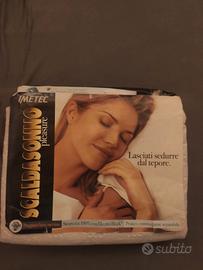 IMETEC
SCALDASONNO
pleasure
Lasciati sedurre
dal tepore.
subito